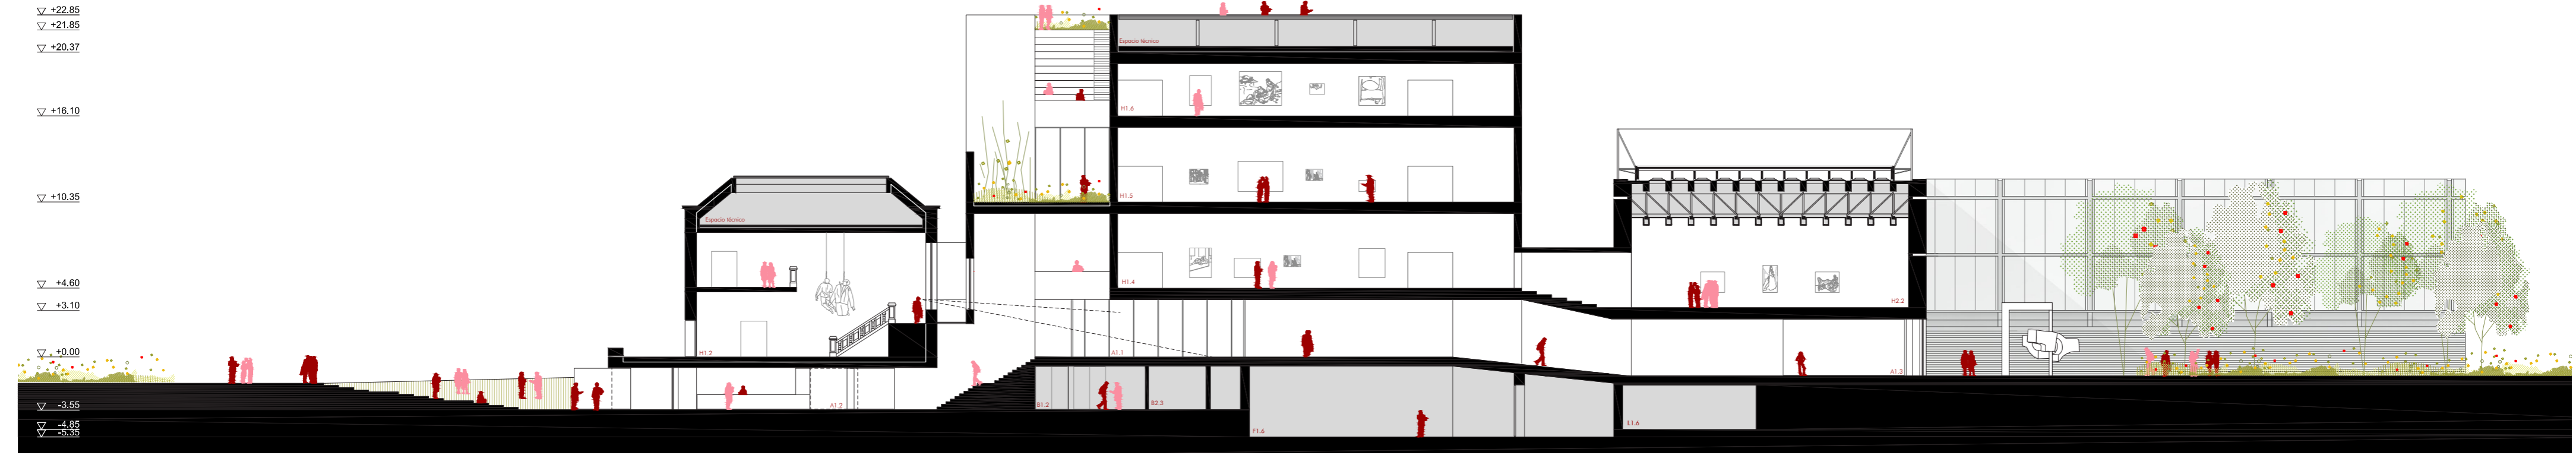 +22.85
+21.85
+20.37
+16.10
+10.35
+4.60
+3.10
+0.00
-3.55
-4.85
-5.35
Espacio técnico
H1.6
H1.5
Espacio técnico
H1.4
H2.2
H1.2
A1.1
A1.3
A1.2
B1.2
B2.3
F1.6
L1.6